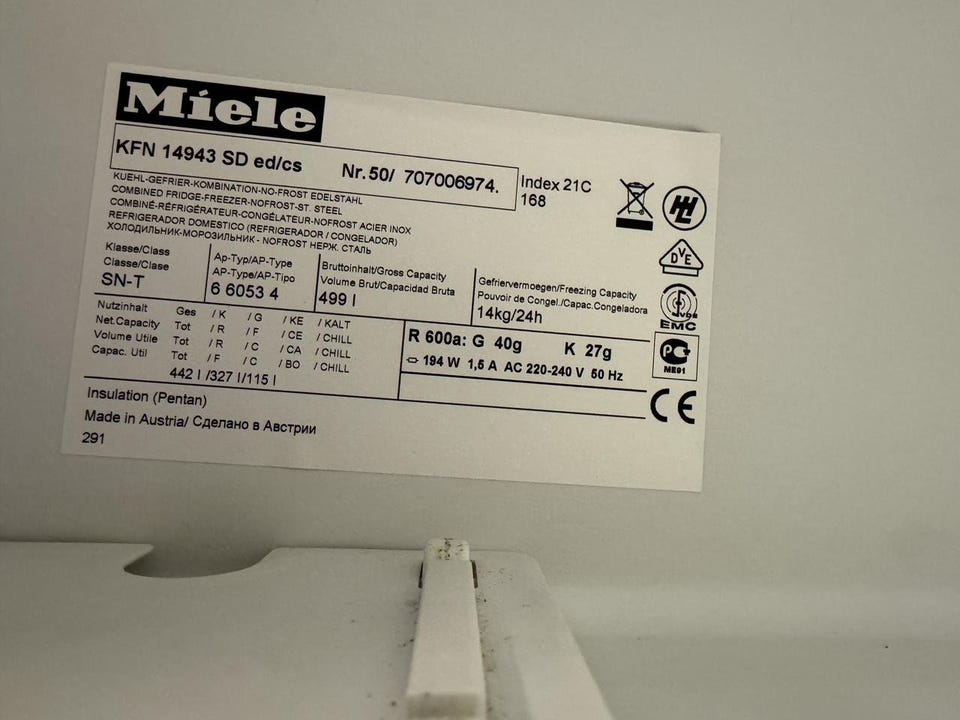 Miele
KFN 14943 SD ed/cs Nr.50/ 707006974.
Index 21C
168
KUEHL-GEFRIER-KOMBINATION-NO-FROST EDELSTAHL
COMBINED FRIDGE-FREEZER-NOFROST-ST. STEEL
COMBINÉ-RÉFRIGÉRATEUR-CONGÉLATEUR-NOFROST ACIER INOX
REFRIGERADOR DOMESTICO (REFRIGERADOR / CONGELADOR)
ХОЛОДИЛЬНИК-МОРОЗИЛЬНИК - NOFROST НЕРЖ. СТАЛЬ
Klasse/Class
Classe/Clase
SN-T
Ap-Typ/AP-Type
AP-Type/AP-Tipo
6 6053 4
Bruttoinhalt/Gross Capacity
Volume Brut/Capacidad Bruta
499 l
Gefriervermoegen/Freezing Capacity
Pouvoir de Congel./Capac.Congeladora
14kg/24h
Nutzinhalt Ges / K / G / KE / KALT
Net.Capacity Tot / R / F / CE / CHILL
Volume Utile Tot / R / C / CA / CHILL
Capac. Util Tot / F / C / BO / CHILL
442 l /327 l/115 l
R 600a: G 40g K 27g
194 W 1,5 A AC 220-240 V 50 Hz
Insulation (Pentan)
Made in Austria/ Сделано в Австрии
291
DVE
VDE
EMC
PC
ME01
CE